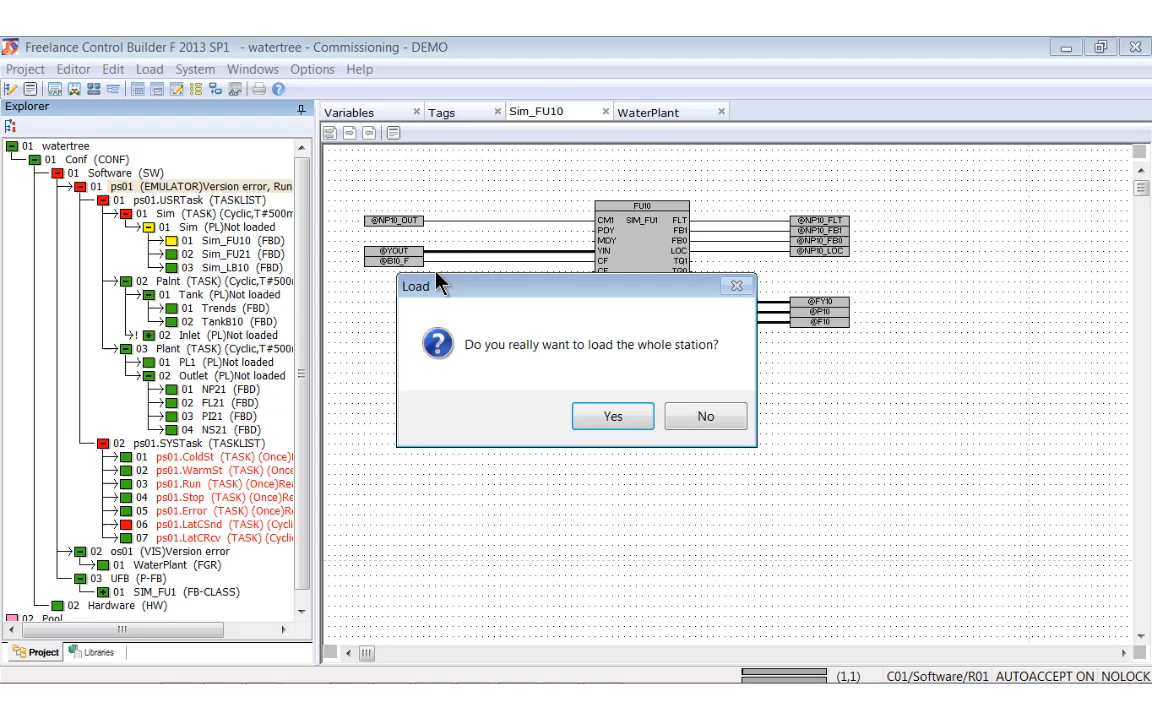 Freelance Control Builder F 2013 SP1 - watertree - Commissioning - DEMO
Project Editor Edit Load System Windows Options Help
Explorer
Variables
Tags
Sim_FU10
WaterPlant
01 watertree
01 Conf (CONF)
01 Software (SW)
01 ps01 (EMULATOR)Version error, Run
01 ps01.USRTask (TASKLIST)
01 Sim (TASK) (Cyclic,T#500m
01 Sim (PL)Not loaded
01 Sim_FU10 (FBD)
02 Sim_FU21 (FBD)
03 Sim_LB10 (FBD)
02 Palnt (TASK) (Cyclic,T#500
01 Tank (PL)Not loaded
01 Trends (FBD)
02 TankB10 (FBD)
02 Inlet (PL)Not loaded
03 Plant (TASK) (Cyclic,T#500
01 PL1 (PL)Not loaded
02 Outlet (PL)Not loaded
01 NP21 (FBD)
02 FL21 (FBD)
03 PI21 (FBD)
04 NS21 (FBD)
02 ps01.SYSTask (TASKLIST)
01 ps01.ColdSt (TASK) (Once)
02 ps01.WarmSt (TASK) (Once
03 ps01.Run (TASK) (Once)Rea
04 ps01.Stop (TASK) (Once)Re
05 ps01.Error (TASK) (Once)R
06 ps01.LatCSnd (TASK) (Cycli
07 ps01.LatCRcv (TASK) (Cyclic
02 os01 (VIS)Version error
01 WaterPlant (FGR)
03 UFB (P-FB)
01 SIM_FU1 (FB-CLASS)
02 Hardware (HW)
02 Pool
Project
Libraries
FU10
@NP10_OUT
CM1 SIM_FU1 FLT
@NP10_FLT
PDY FB1
@NP10_FB1
MDY FB0
@NP10_FB0
@YOUT
YIN LOC
@NP10_LOC
@B10_F
CF TQ1
CF TQ0
@FY10
@P10
@F10
Load
Do you really want to load the whole station?
Yes
No
(1,1) C01/Software/R01 AUTOACCEPT ON NOLOCK